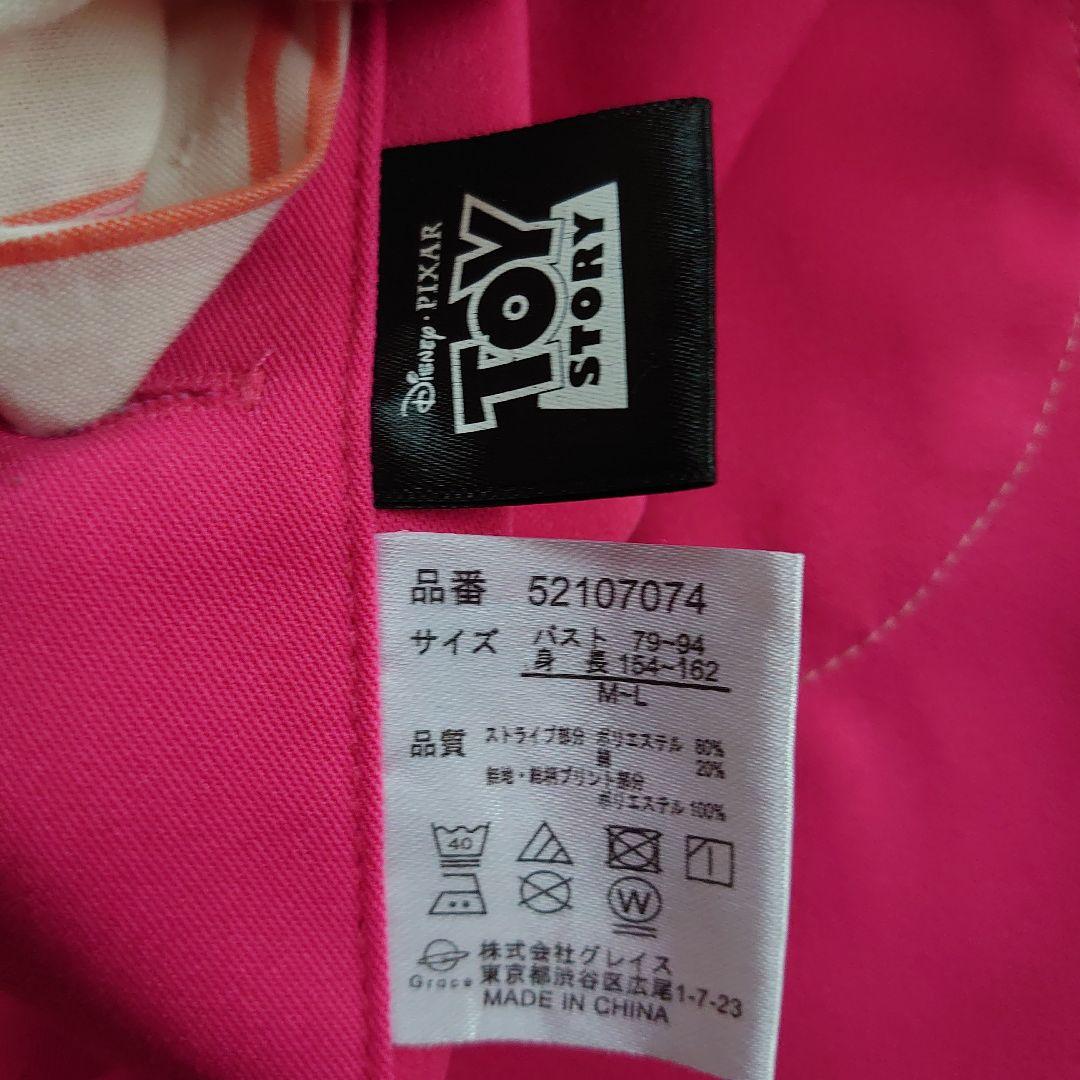 Disney·PIXAR
TOY
STORY
品番 52107074
サイズ バスト 79~94
身長 154~162
M~L
品質 ストライプ部分 ポリエステル 80%
綿 20%
無地・総柄プリント部分
ポリエステル 100%
40
W
株式会社グレイス
Grace 東京都渋谷区広尾1-7-23
MADE IN CHINA